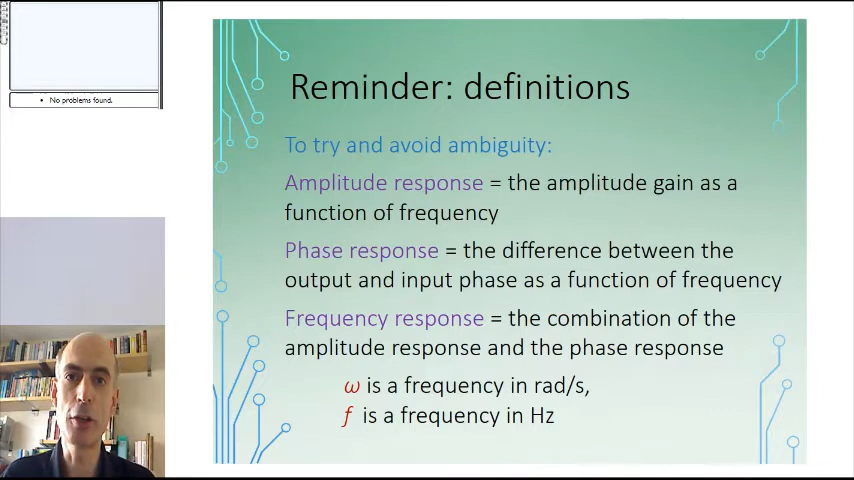 • No problems found.
Reminder: definitions
To try and avoid ambiguity:
Amplitude response = the amplitude gain as a
function of frequency
Phase response = the difference between the
output and input phase as a function of frequency
Frequency response = the combination of the
amplitude response and the phase response
ω is a frequency in rad/s,
f is a frequency in Hz